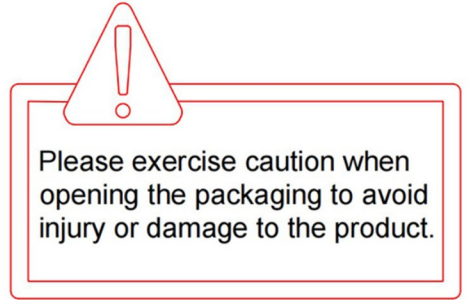 Please exercise caution when
opening the packaging to avoid
injury or damage to the product.